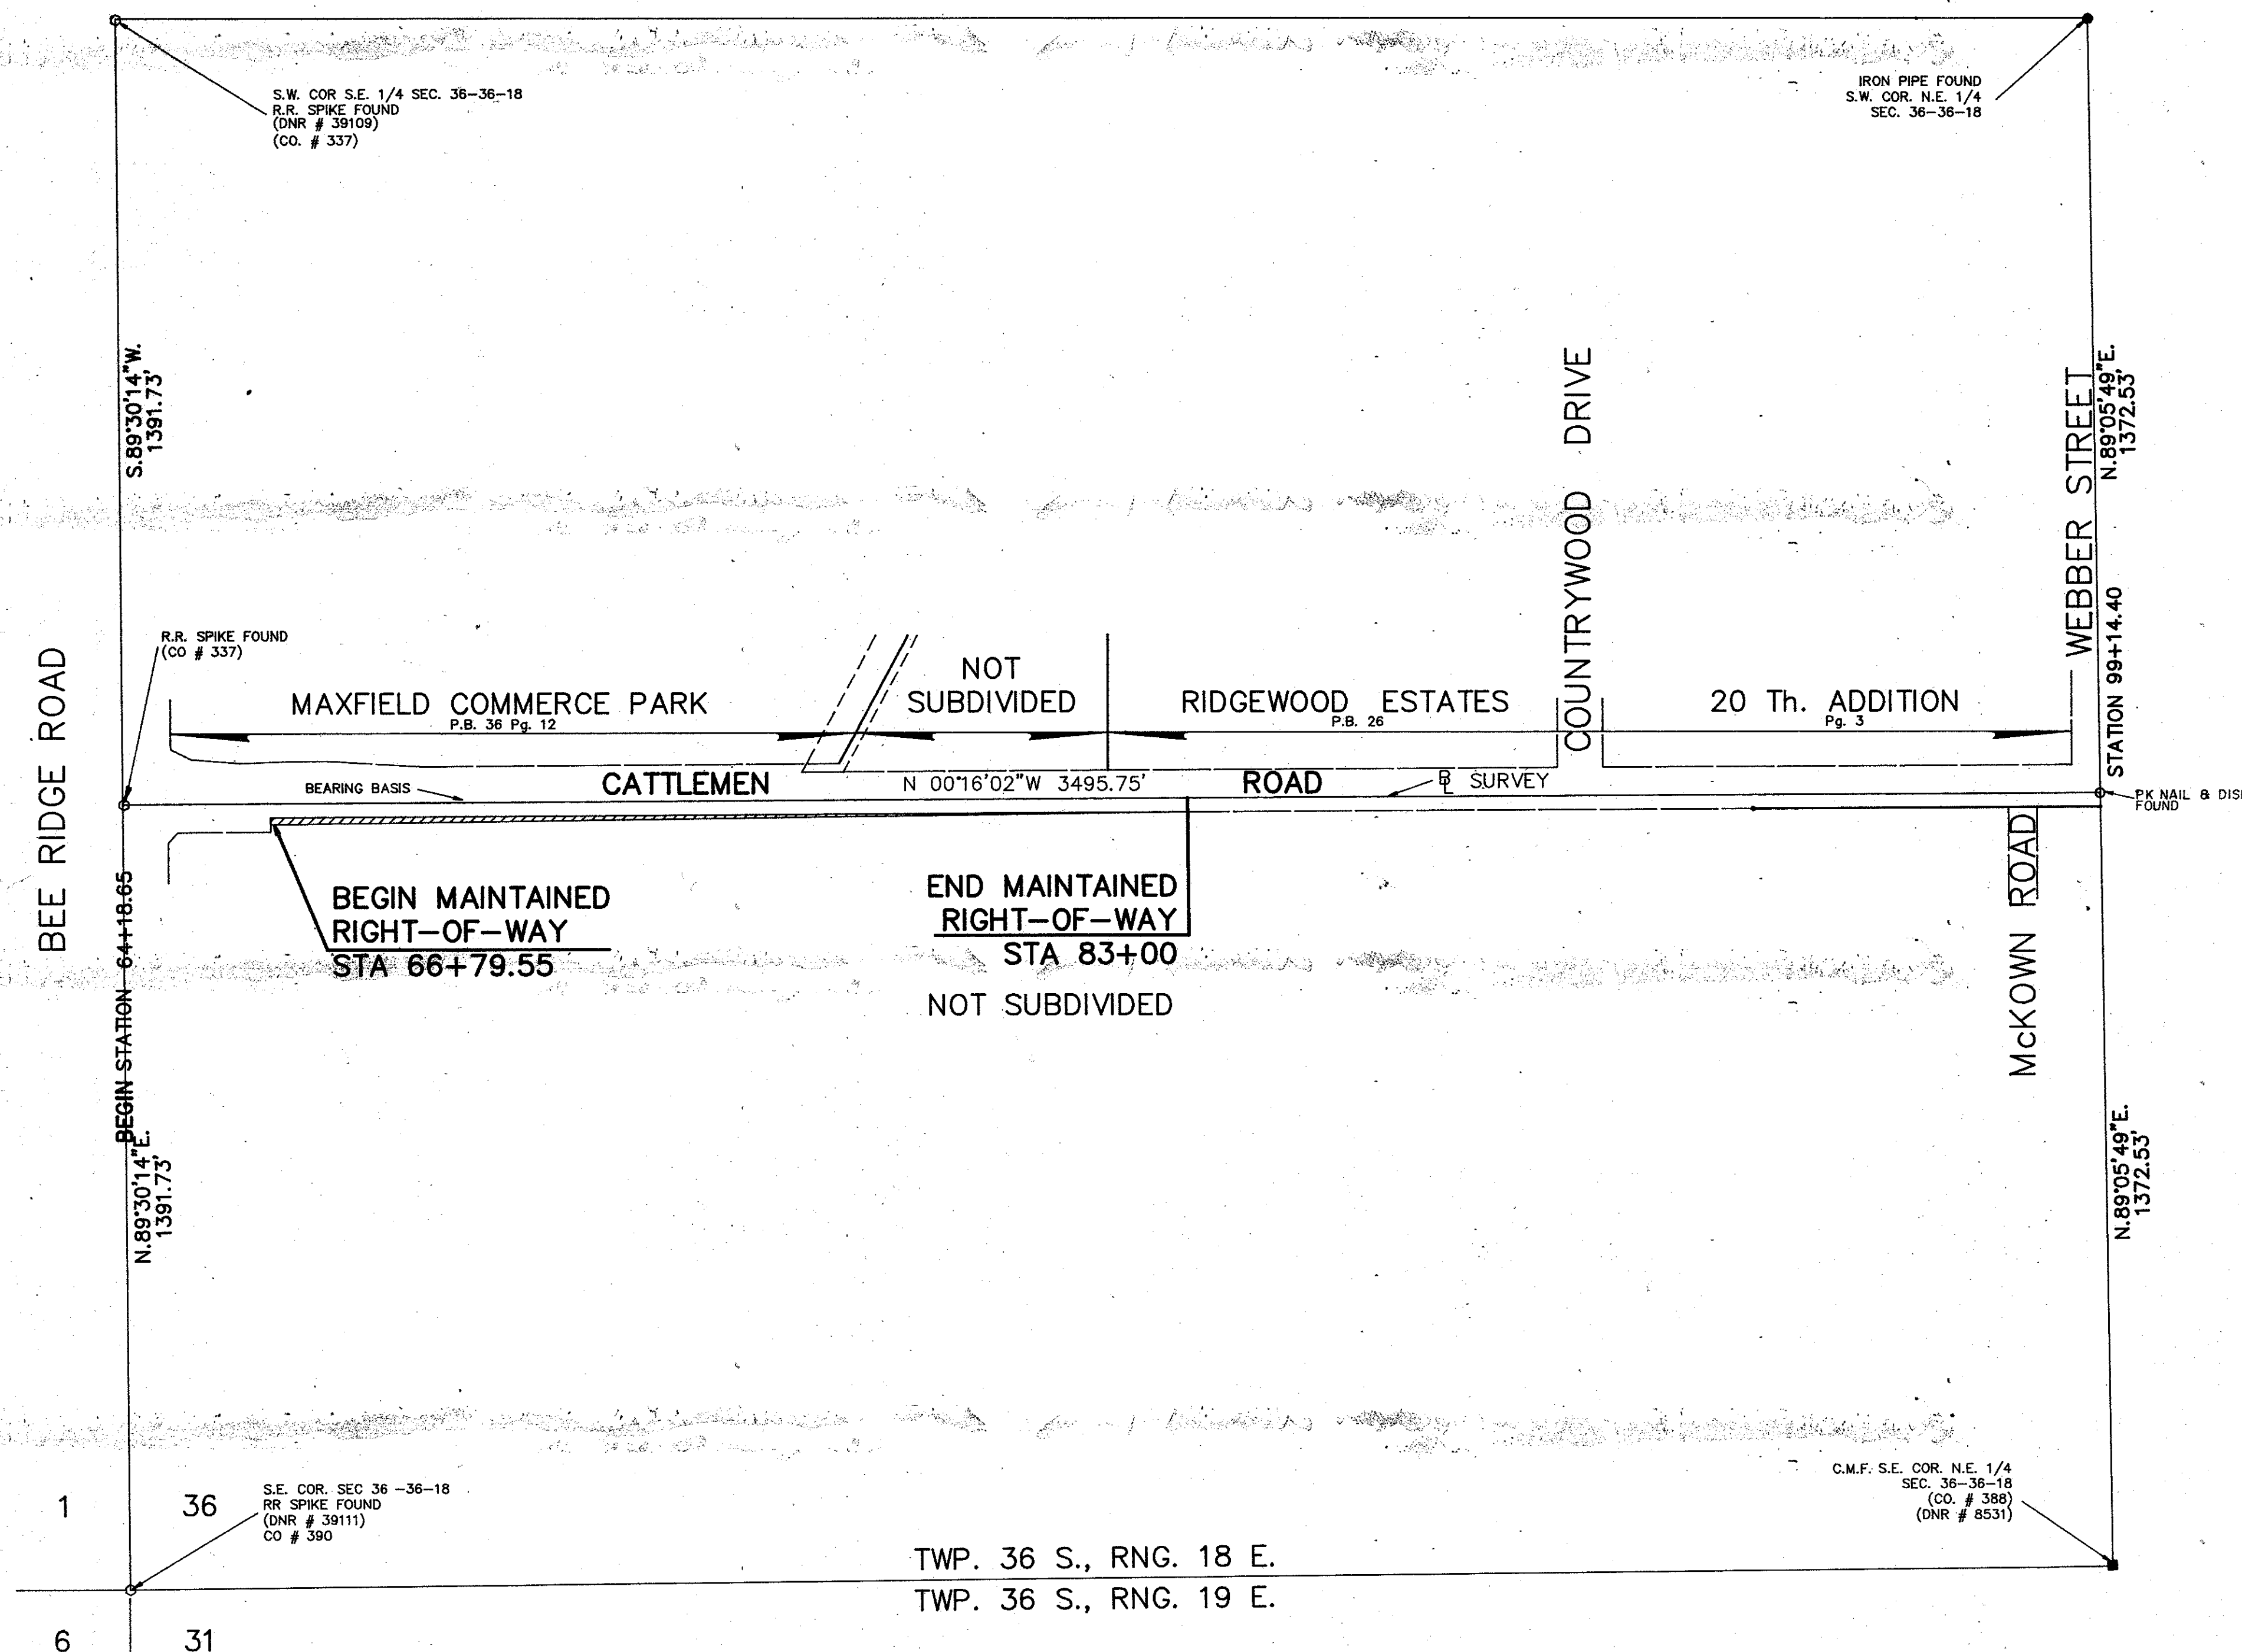 S.W. COR S.E. 1/4 SEC. 36-36-18
R.R. SPIKE FOUND
(DNR # 39109)
(CO. # 337)
IRON PIPE FOUND
S.W. COR. N.E. 1/4
SEC. 36-36-18
S.89°30'14"W.
1391.73'
N.89°05'49"E.
1372.53'
COUNTRYWOOD DRIVE
WEBBER STREET
STATION 99+14.40
BEE RIDGE ROAD
R.R. SPIKE FOUND
(CO # 337)
MAXFIELD COMMERCE PARK
P.B. 36 Pg. 12
NOT
SUBDIVIDED
RIDGEWOOD ESTATES
P.B. 26
20 Th. ADDITION
Pg. 3
BEARING BASIS
CATTLEMEN
N 00°16'02"W 3495.75'
ROAD
℄ SURVEY
PK NAIL & DIS
FOUND
BEGIN STATION 64+18.65
BEGIN MAINTAINED
RIGHT-OF-WAY
STA 66+79.55
END MAINTAINED
RIGHT-OF-WAY
STA 83+00
NOT SUBDIVIDED
McKOWN ROAD
N.89°30'14"E.
1391.73'
N.89°05'49"E.
1372.53'
1
36
S.E. COR. SEC 36 -36-18
RR SPIKE FOUND
(DNR # 39111)
CO # 390
C.M.F. S.E. COR. N.E. 1/4
SEC. 36-36-18
(CO. # 388)
(DNR # 8531)
TWP. 36 S., RNG. 18 E.
TWP. 36 S., RNG. 19 E.
6
31